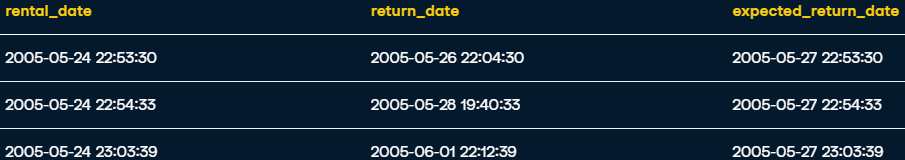 rental_date return_date expected_return_date
2005-05-24 22:53:30 2005-05-26 22:04:30 2005-05-27 22:53:30
2005-05-24 22:54:33 2005-05-28 19:40:33 2005-05-27 22:54:33
2005-05-24 23:03:39 2005-06-01 22:12:39 2005-05-27 23:03:39